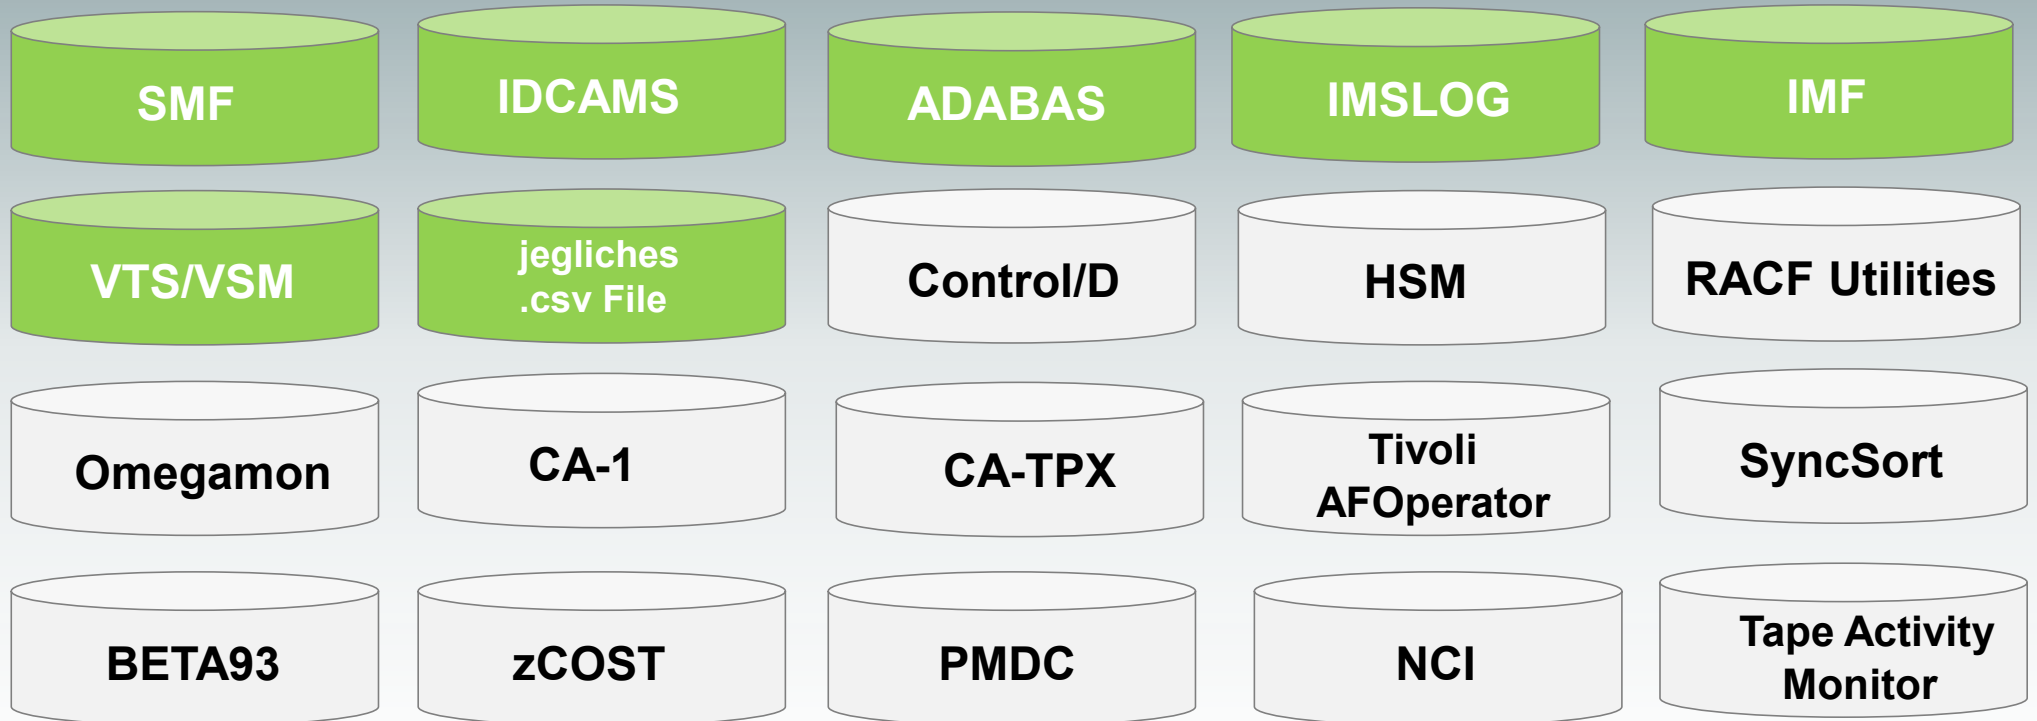 SMF
IDCAMS
ADABAS
IMSLOG
IMF
VTS/VSM
jegliches
.csv File
Control/D
HSM
RACF Utilities
Omegamon
CA-1
CA-TPX
Tivoli
AFOperator
SyncSort
BETA93
zCOST
PMDC
NCI
Tape Activity
Monitor